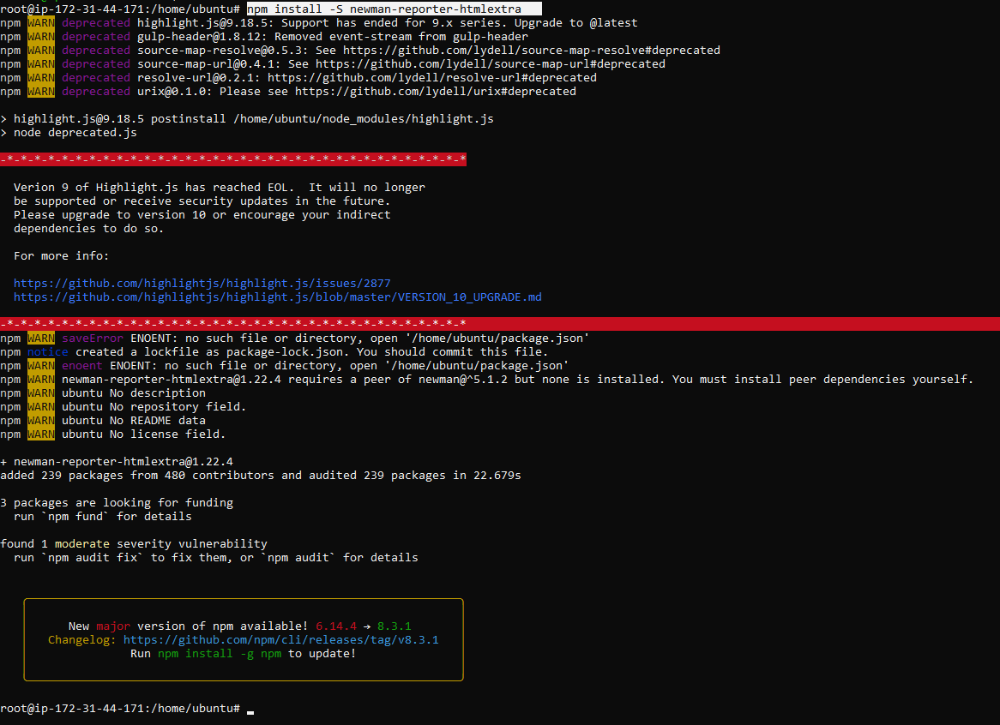 root@ip-172-31-44-171:/home/ubuntu# npm install -S newman-reporter-htmlextra
npm WARN deprecated highlight.js@9.18.5: Support has ended for 9.x series. Upgrade to @latest
npm WARN deprecated gulp-header@1.8.12: Removed event-stream from gulp-header
npm WARN deprecated source-map-resolve@0.5.3: See https://github.com/lydell/source-map-resolve#deprecated
npm WARN deprecated source-map-url@0.4.1: See https://github.com/lydell/source-map-url#deprecated
npm WARN deprecated resolve-url@0.2.1: https://github.com/lydell/resolve-url#deprecated
npm WARN deprecated urix@0.1.0: Please see https://github.com/lydell/urix#deprecated
> highlight.js@9.18.5 postinstall /home/ubuntu/node_modules/highlight.js
> node deprecated.js
-*-*-*-*-*-*-*-*-*-*-*-*-*-*-*-*-*-*-*-*-*-*-*-*-*-*-*-*-*-*-*-*-*-*
Verion 9 of Highlight.js has reached EOL.  It will no longer
be supported or receive security updates in the future.
Please upgrade to version 10 or encourage your indirect
dependencies to do so.
For more info:
https://github.com/highlightjs/highlight.js/issues/2877
https://github.com/highlightjs/highlight.js/blob/master/VERSION_10_UPGRADE.md
-*-*-*-*-*-*-*-*-*-*-*-*-*-*-*-*-*-*-*-*-*-*-*-*-*-*-*-*-*-*-*-*-*-*
npm WARN saveError ENOENT: no such file or directory, open '/home/ubuntu/package.json'
npm notice created a lockfile as package-lock.json. You should commit this file.
npm WARN enoent ENOENT: no such file or directory, open '/home/ubuntu/package.json'
npm WARN newman-reporter-htmlextra@1.22.4 requires a peer of newman@^5.1.2 but none is installed. You must install peer dependencies yourself.
npm WARN ubuntu No description
npm WARN ubuntu No repository field.
npm WARN ubuntu No README data
npm WARN ubuntu No license field.
+ newman-reporter-htmlextra@1.22.4
added 239 packages from 480 contributors and audited 239 packages in 22.679s
3 packages are looking for funding
run `npm fund` for details
found 1 moderate severity vulnerability
run `npm audit fix` to fix them, or `npm audit` for details
New major version of npm available! 6.14.4 → 8.3.1
Changelog: https://github.com/npm/cli/releases/tag/v8.3.1
Run npm install -g npm to update!
root@ip-172-31-44-171:/home/ubuntu#